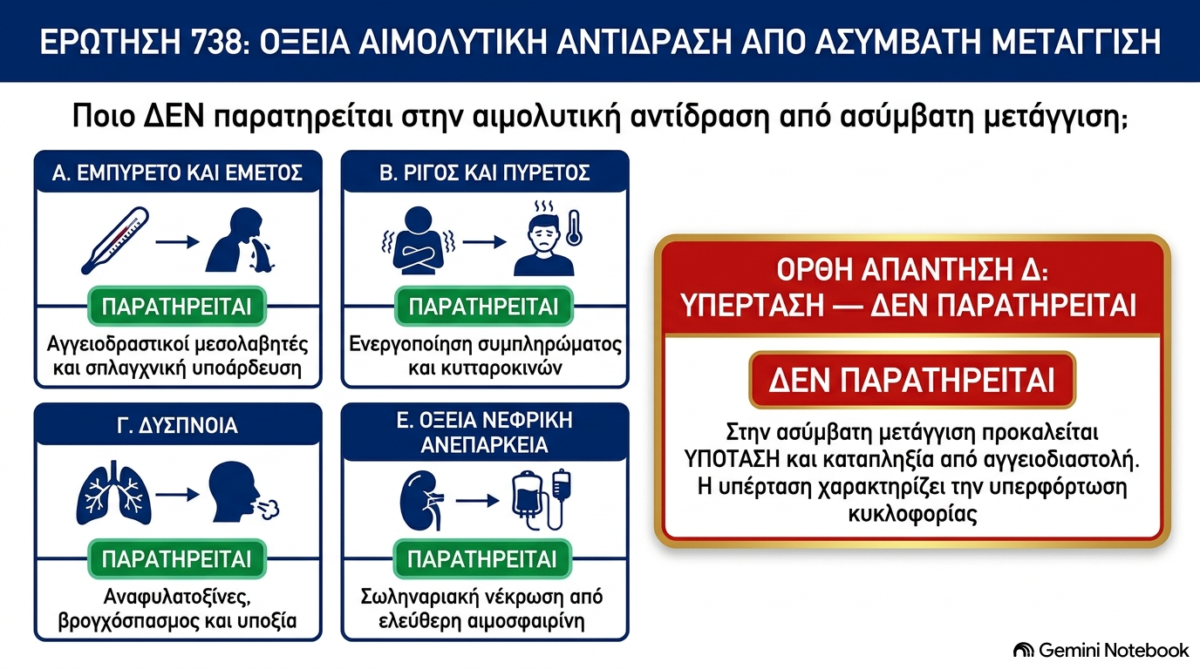 ΕΡΩΤΗΣΗ 738: ΟΞΕΙΑ ΑΙΜΟΛΥΤΙΚΗ ΑΝΤΙΔΡΑΣΗ ΑΠΟ ΑΣΥΜΒΑΤΗ ΜΕΤΑΓΓΙΣΗ
Ποιο ΔΕΝ παρατηρείται στην αιμολυτική αντίδραση από ασύμβατη μετάγγιση;
Α. ΕΜΠΥΡΕΤΟ ΚΑΙ ΕΜΕΤΟΣ
ΠΑΡΑΤΗΡΕΙΤΑΙ
Αγγειοδραστικοί μεσολαβητές
και σπλαγχνική υποάρδευση
Β. ΡΙΓΟΣ ΚΑΙ ΠΥΡΕΤΟΣ
ΠΑΡΑΤΗΡΕΙΤΑΙ
Ενεργοποίηση συμπληρώματος
και κυτταροκινών
Γ. ΔΥΣΠΝΟΙΑ
ΠΑΡΑΤΗΡΕΙΤΑΙ
Αναφυλατοξίνες,
βρογχόσπασμος και υποξία
Ε. ΟΞΕΙΑ ΝΕΦΡΙΚΗ
ΑΝΕΠΑΡΚΕΙΑ
ΠΑΡΑΤΗΡΕΙΤΑΙ
Σωληναριακή νέκρωση από
ελεύθερη αιμοσφαιρίνη
ΟΡΘΗ ΑΠΑΝΤΗΣΗ Δ:
ΥΠΕΡΤΑΣΗ — ΔΕΝ ΠΑΡΑΤΗΡΕΙΤΑΙ
ΔΕΝ ΠΑΡΑΤΗΡΕΙΤΑΙ
Στην ασύμβατη μετάγγιση προκαλείται
ΥΠΟΤΑΣΗ και καταπληξία από αγγειοδιαστολή.
Η υπέρταση χαρακτηρίζει την υπερφόρτωση
κυκλοφορίας
Gemini Notebook